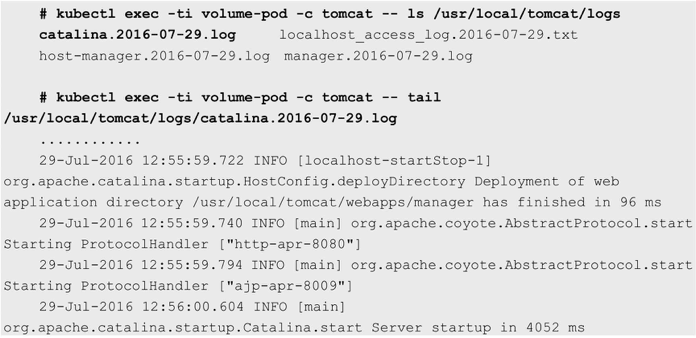 # kubectl exec -ti volume-pod -c tomcat -- ls /usr/local/tomcat/logs
catalina.2016-07-29.log localhost_access_log.2016-07-29.txt
host-manager.2016-07-29.log manager.2016-07-29.log
# kubectl exec -ti volume-pod -c tomcat -- tail
/usr/local/tomcat/logs/catalina.2016-07-29.log
............
29-Jul-2016 12:55:59.722 INFO [localhost-startStop-1]
org.apache.catalina.startup.HostConfig.deployDirectory Deployment of web
application directory /usr/local/tomcat/webapps/manager has finished in 96 ms
29-Jul-2016 12:55:59.740 INFO [main] org.apache.coyote.AbstractProtocol.start
Starting ProtocolHandler ["http-apr-8080"]
29-Jul-2016 12:55:59.794 INFO [main] org.apache.coyote.AbstractProtocol.start
Starting ProtocolHandler ["ajp-apr-8009"]
29-Jul-2016 12:56:00.604 INFO [main]
org.apache.catalina.startup.Catalina.start Server startup in 4052 ms